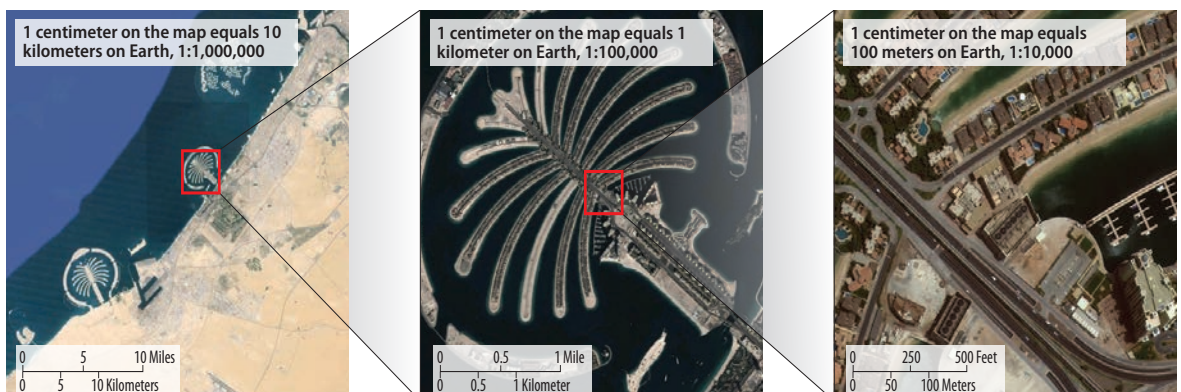 1 centimeter on the map equals 10
kilometers on Earth, 1:1,000,000
0 5 10 Miles
0 5 10 Kilometers
1 centimeter on the map equals 1
kilometer on Earth, 1:100,000
0 0.5 1 Mile
0 0.5 1 Kilometer
1 centimeter on the map equals
100 meters on Earth, 1:10,000
0 250 500 Feet
0 50 100 Meters